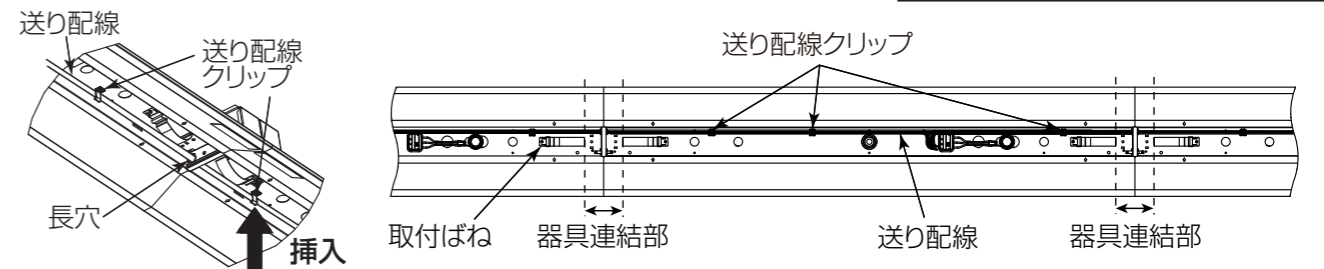 送り配線
送り配線
クリップ
長穴
挿入
送り配線クリップ
取付ばね
器具連結部
送り配線
器具連結部